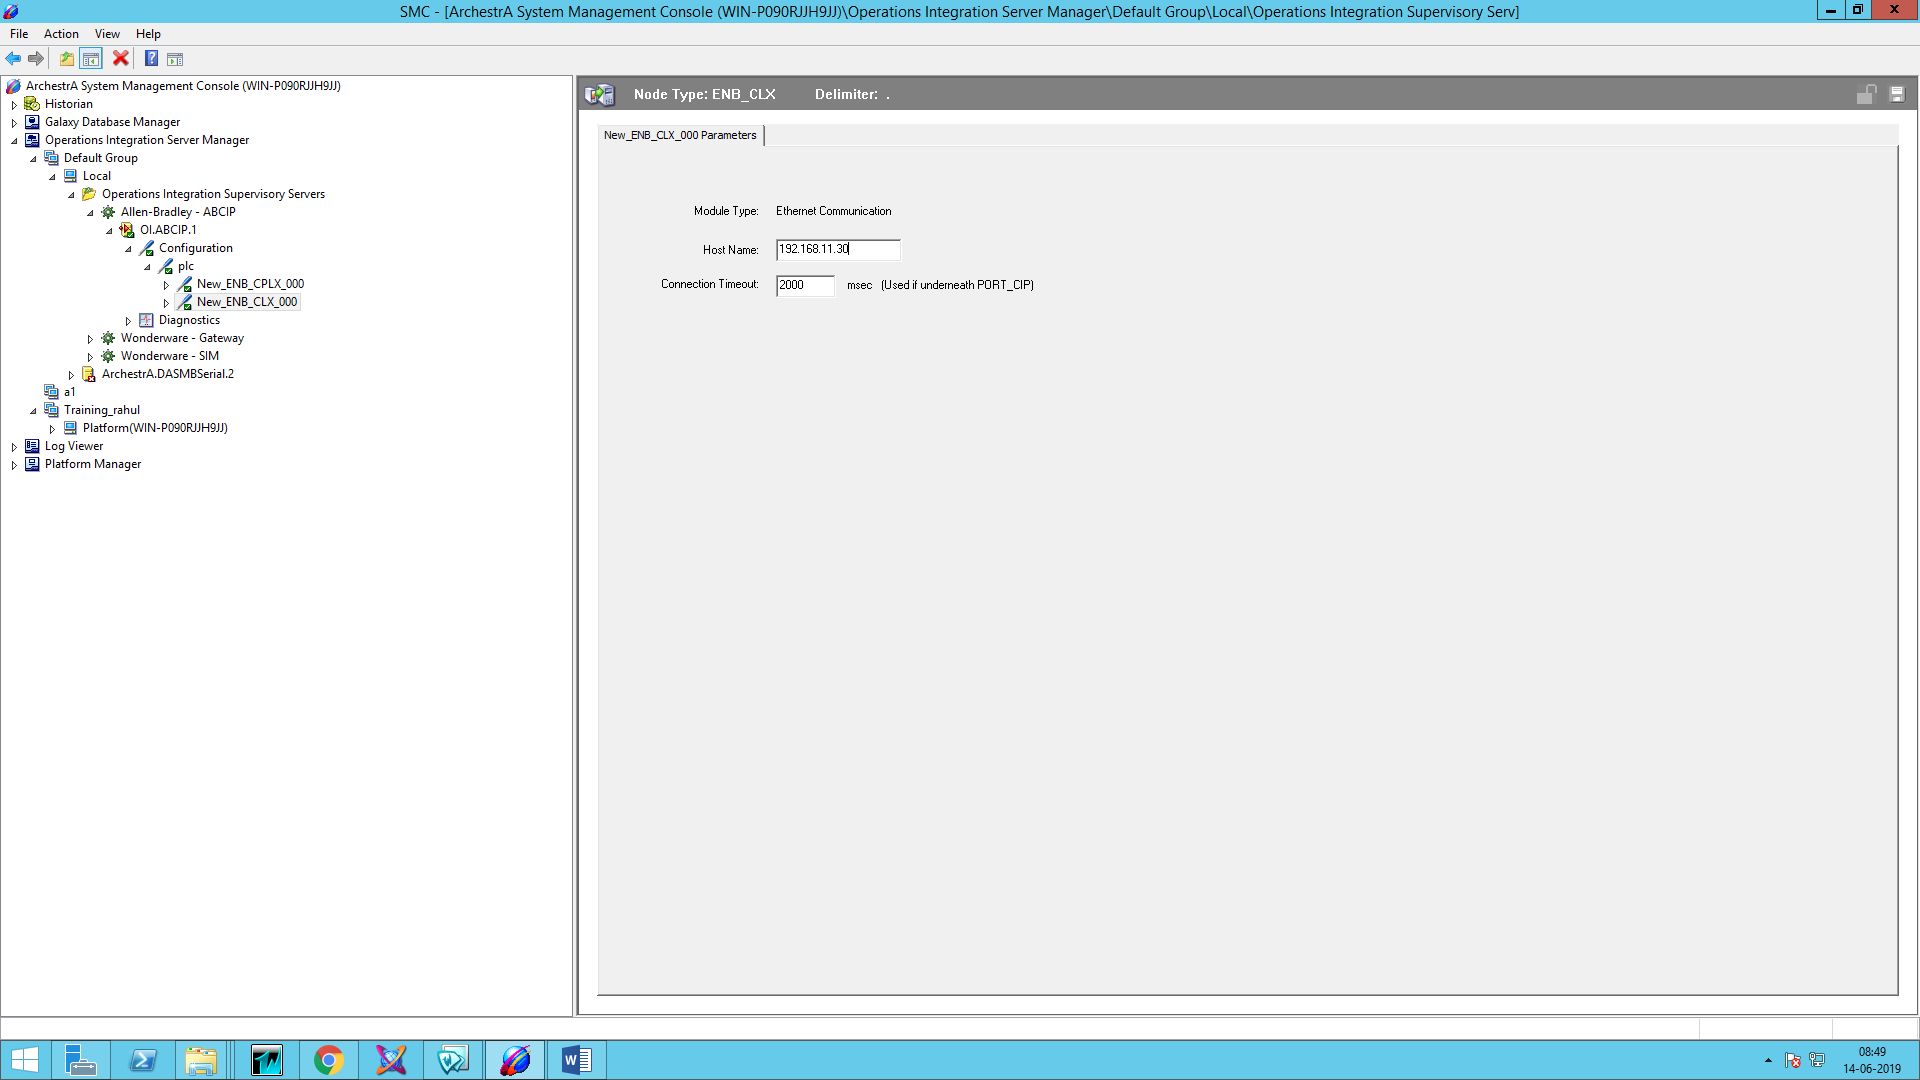 SMC - [ArchestrA System Management Console (WIN-P090RJJH9JJ)\Operations Integration Server Manager\Default Group\Local\Operations Integration Supervisory Serv]
File Action View Help
ArchestrA System Management Console (WIN-P090RJJH9JJ)
Historian
Galaxy Database Manager
Operations Integration Server Manager
Default Group
Local
Operations Integration Supervisory Servers
Allen-Bradley - ABCIP
OI.ABCIP.1
Configuration
plc
New_ENB_CPLX_000
New_ENB_CLX_000
Diagnostics
Wonderware - Gateway
Wonderware - SIM
ArchestrA.DASMBSerial.2
a1
Training_rahul
Platform(WIN-P090RJJH9JJ)
Log Viewer
Platform Manager
Node Type: ENB_CLX Delimiter: .
New_ENB_CLX_000 Parameters
Module Type: Ethernet Communication
Host Name: 192.168.11.30
Connection Timeout: 2000 msec (Used if underneath PORT_CIP)
08:49
14-06-2019